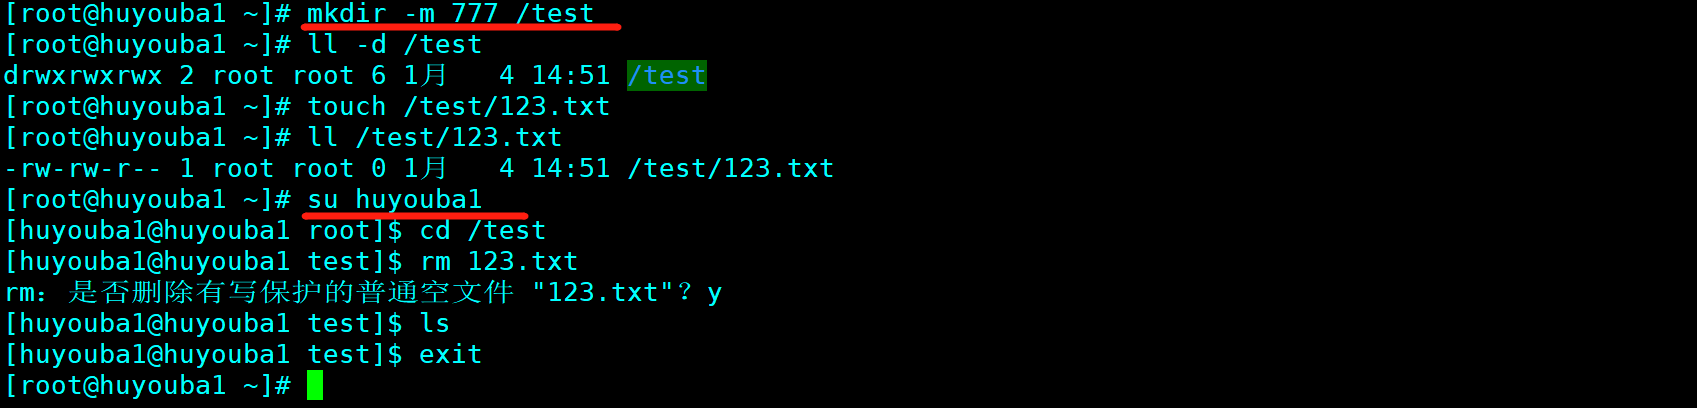 [root@huyouba1 ~]# mkdir -m 777 /test
[root@huyouba1 ~]# ll -d /test
drwxrwxrwx 2 root root 6 1月   4 14:51 /test
[root@huyouba1 ~]# touch /test/123.txt
[root@huyouba1 ~]# ll /test/123.txt
-rw-rw-r-- 1 root root 0 1月   4 14:51 /test/123.txt
[root@huyouba1 ~]# su huyouba1
[huyouba1@huyouba1 root]$ cd /test
[huyouba1@huyouba1 test]$ rm 123.txt
rm：是否删除有写保护的普通空文件 "123.txt"？y
[huyouba1@huyouba1 test]$ ls
[huyouba1@huyouba1 test]$ exit
[root@huyouba1 ~]#